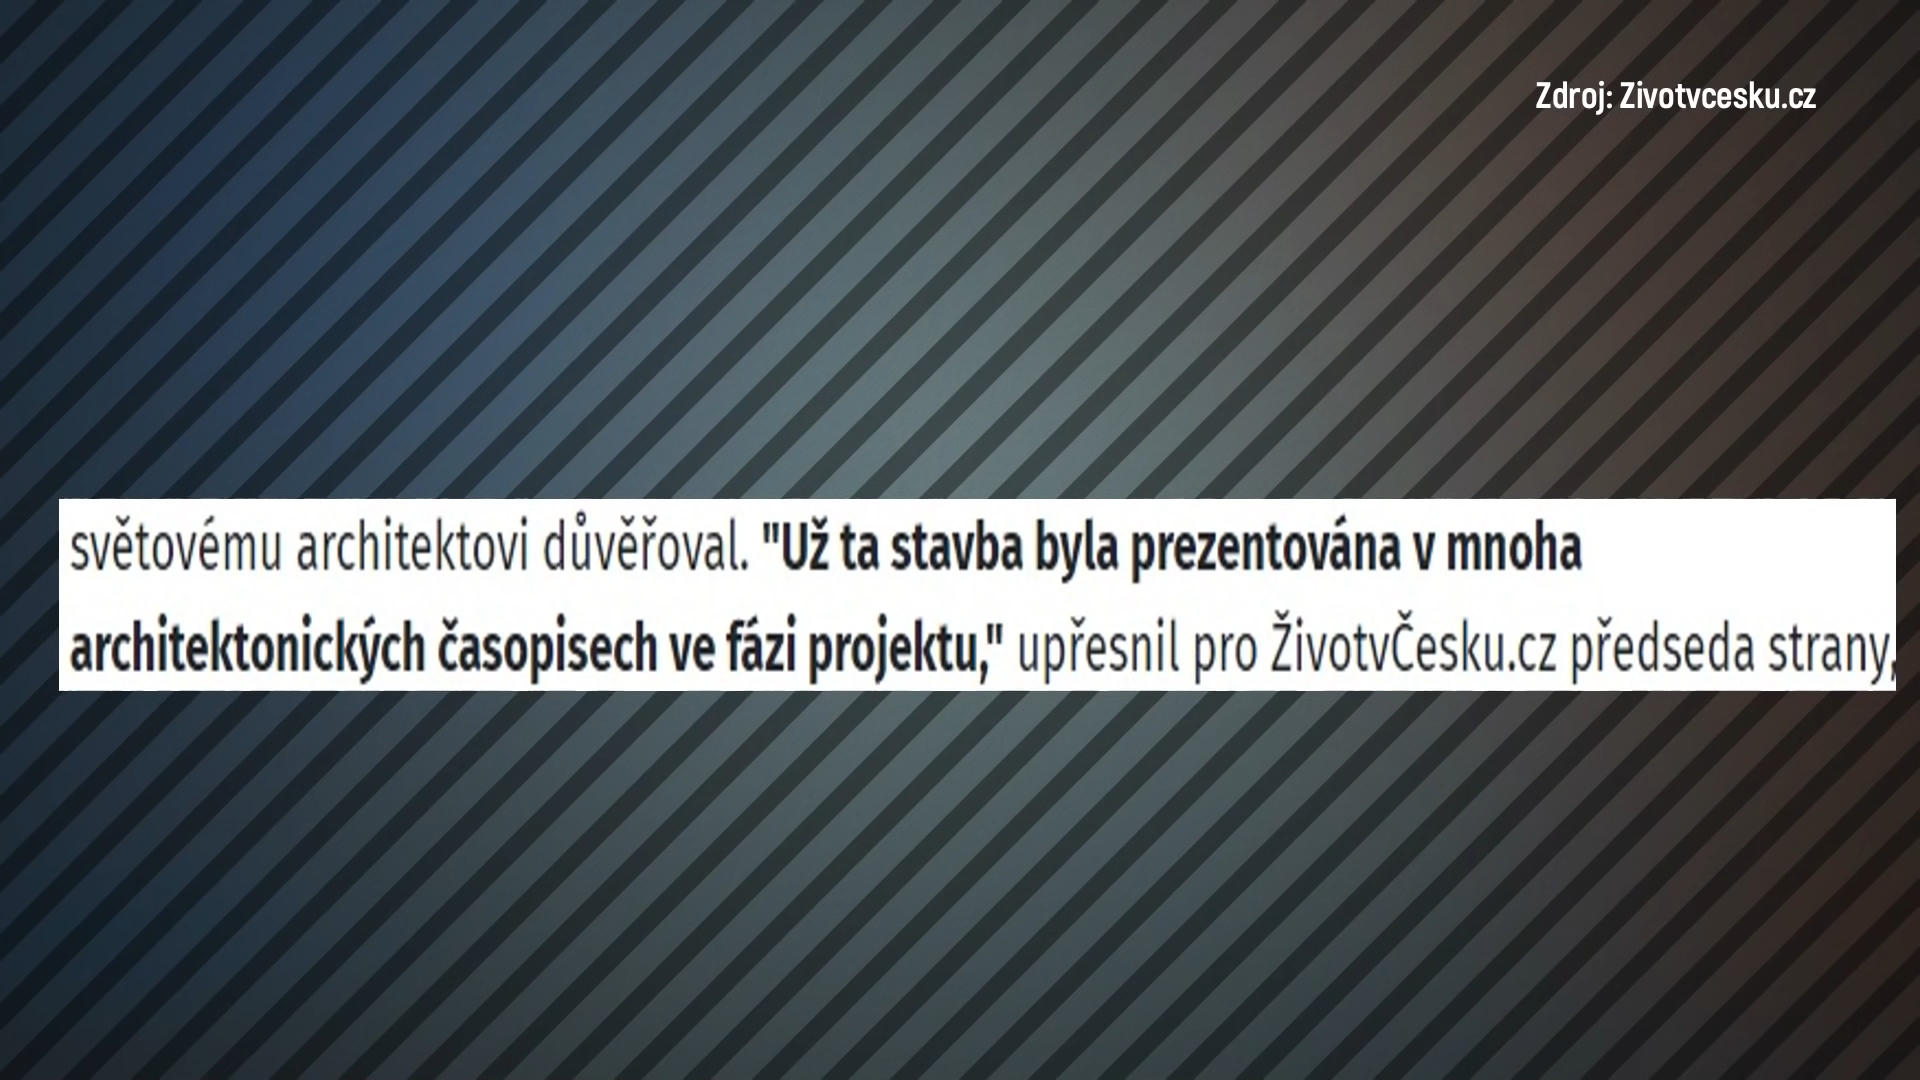 Zdroj: Zivotvcesku.cz
světovému architektovi důvěřoval. "Už ta stavba byla prezentována v mnoha
architektonických časopisech ve fázi projektu," upřesnil pro ŽivotvČesku.cz předseda strany,